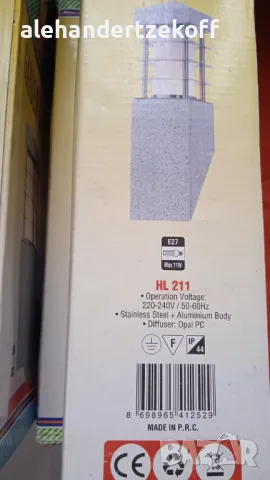 alehandertzekoff
E27
Max 11W
HL 211
• Operation Voltage:
220-240V / 50-60Hz
• Stainless Steel + Aluminium Body
• Diffuser: Opal PC
F
IP
44
8 698965 412529
MADE IN P.R.C.
CE